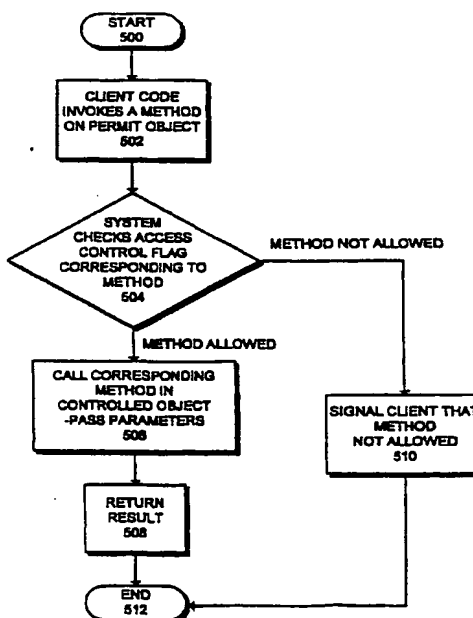 START
500
CLIENT CODE
INVOKES A METHOD
ON PERMIT OBJECT
502
SYSTEM
CHECKS ACCESS
CONTROL FLAG
CORRESPONDING TO
METHOD
504
METHOD NOT ALLOWED
METHOD ALLOWED
CALL CORRESPONDING
METHOD IN
CONTROLLED OBJECT
-PASS PARAMETERS
506
SIGNAL CLIENT THAT
METHOD
NOT ALLOWED
510
RETURN
RESULT
508
END
512